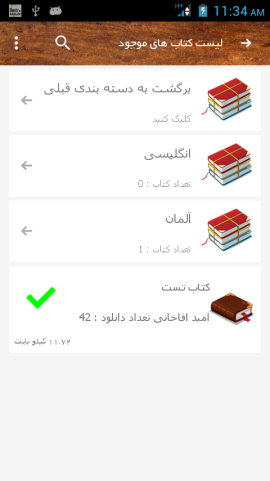 H+
11:34 AM
لیست کتاب های موجود
برگشت به دسته بندی قبلی
کلیک کنید
انگلیسی
تعداد کتاب : 0
آلمان
تعداد کتاب : 1
کتاب تست
امید آقاخانی تعداد دانلود : 42
۱۱.۷۲ کیلو بایت